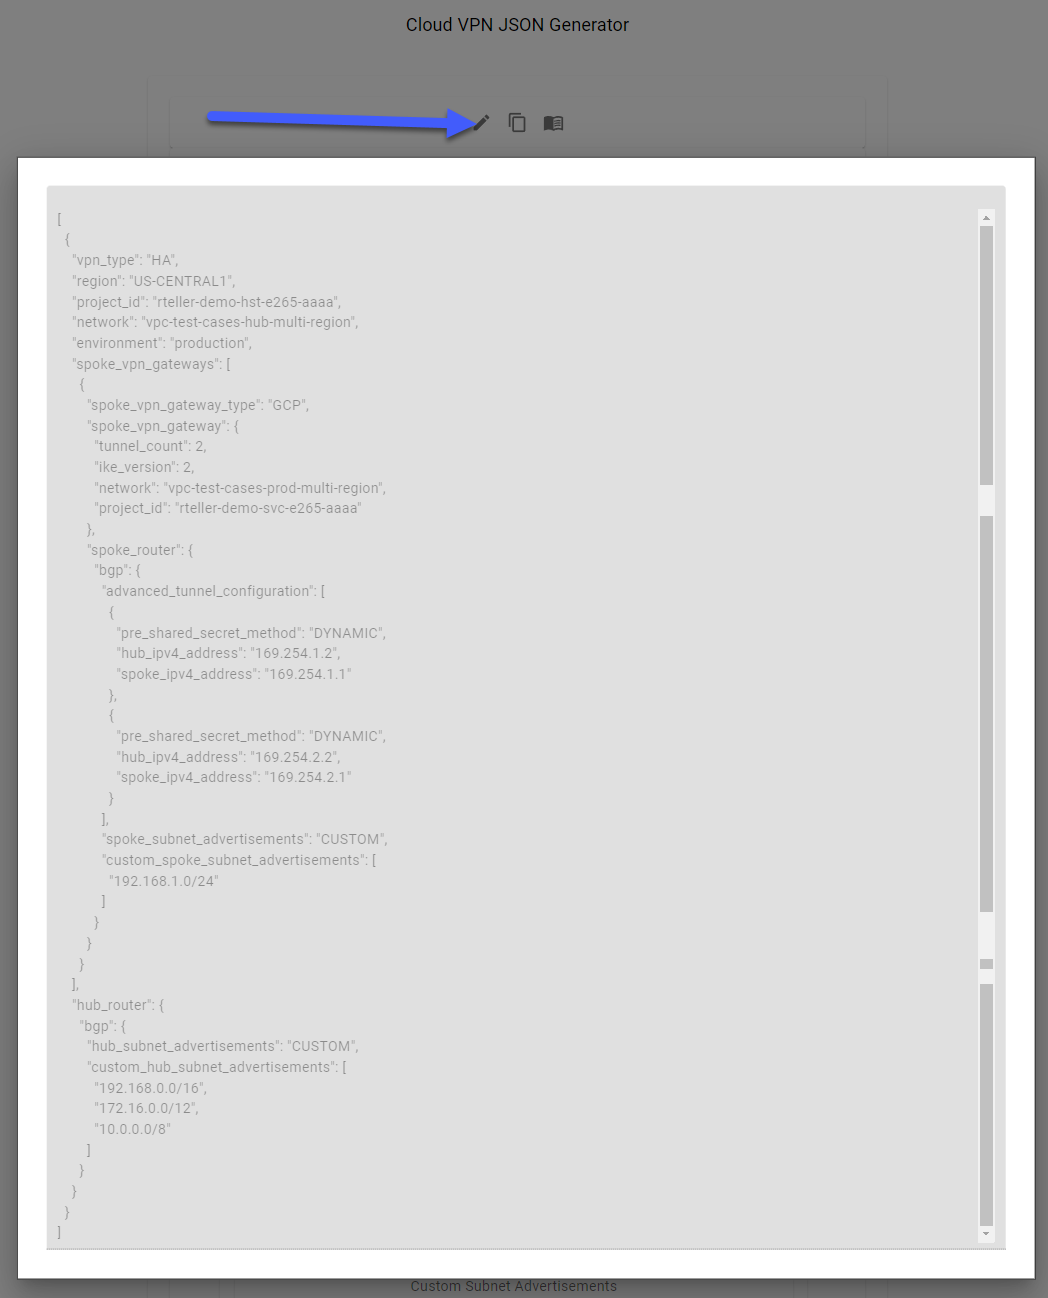 Cloud VPN JSON Generator
[
{
"vpn_type": "HA",
"region": "US-CENTRAL1",
"project_id": "rteller-demo-hst-e265-aaaa",
"network": "vpc-test-cases-hub-multi-region",
"environment": "production",
"spoke_vpn_gateways": [
{
"spoke_vpn_gateway_type": "GCP",
"spoke_vpn_gateway": {
"tunnel_count": 2,
"ike_version": 2,
"network": "vpc-test-cases-prod-multi-region",
"project_id": "rteller-demo-svc-e265-aaaa"
},
"spoke_router": {
"bgp": {
"advanced_tunnel_configuration": [
{
"pre_shared_secret_method": "DYNAMIC",
"hub_ipv4_address": "169.254.1.2",
"spoke_ipv4_address": "169.254.1.1"
},
{
"pre_shared_secret_method": "DYNAMIC",
"hub_ipv4_address": "169.254.2.2",
"spoke_ipv4_address": "169.254.2.1"
}
],
"spoke_subnet_advertisements": "CUSTOM",
"custom_spoke_subnet_advertisements": [
"192.168.1.0/24"
]
}
}
}
],
"hub_router": {
"bgp": {
"hub_subnet_advertisements": "CUSTOM",
"custom_hub_subnet_advertisements": [
"192.168.0.0/16",
"172.16.0.0/12",
"10.0.0.0/8"
]
}
}
}
]
Custom Subnet Advertisements